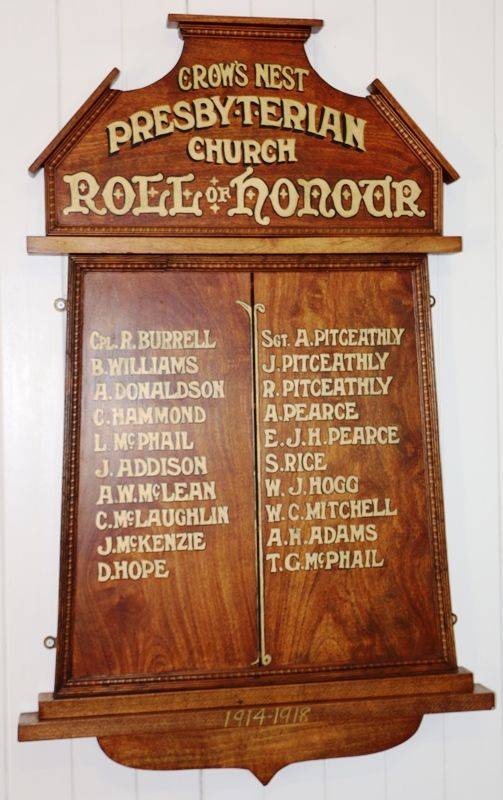 CROW'S NEST
PRESBYTERIAN
CHURCH
ROLL OF HONOUR
CPL. R. BURRELL
B. WILLIAMS
A. DONALDSON
C. HAMMOND
L. McPHAIL
J. ADDISON
A. W. McLEAN
C. McLAUGHLIN
J. McKENZIE
D. HOPE
SGT. A. PITCEATHLY
J. PITCEATHLY
R. PITCEATHLY
A. PEARCE
E. J. H. PEARCE
S. RICE
W. J. HOGG
W. C. MITCHELL
A. H. ADAMS
T. G. McPHAIL
1914-1918